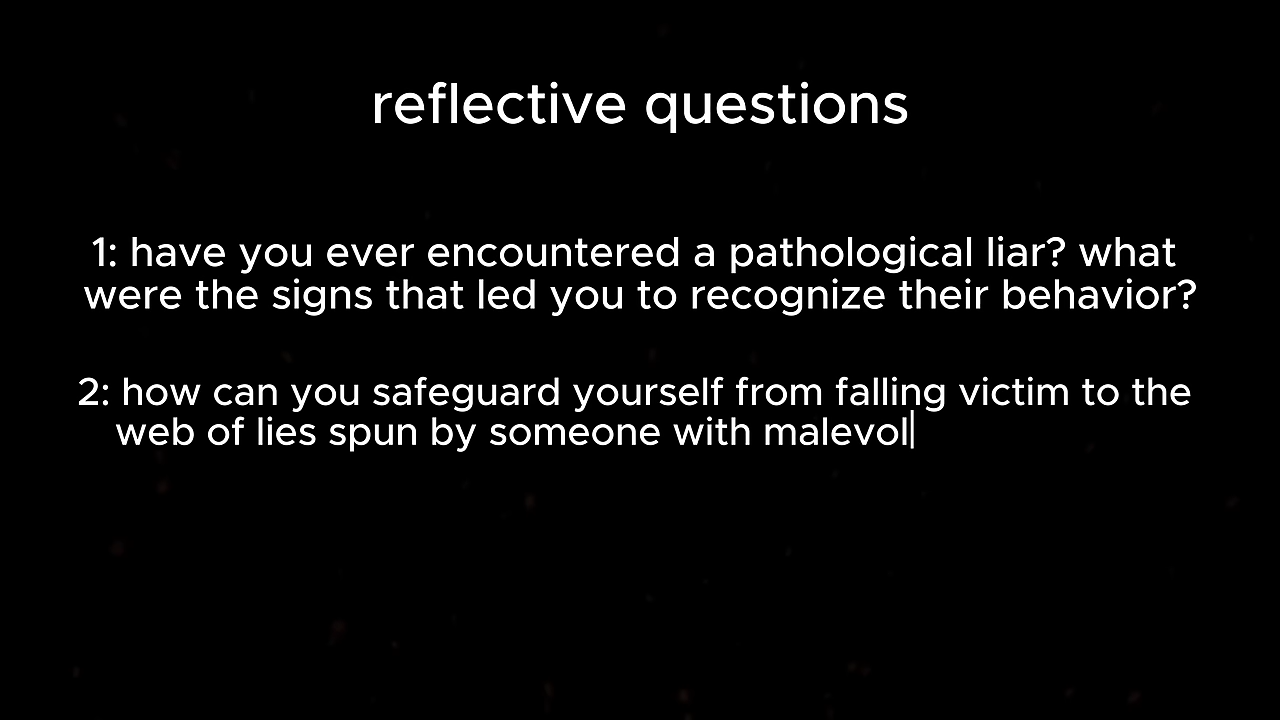 reflective questions
1: have you ever encountered a pathological liar? what
were the signs that led you to recognize their behavior?
2: how can you safeguard yourself from falling victim to the
web of lies spun by someone with malevol